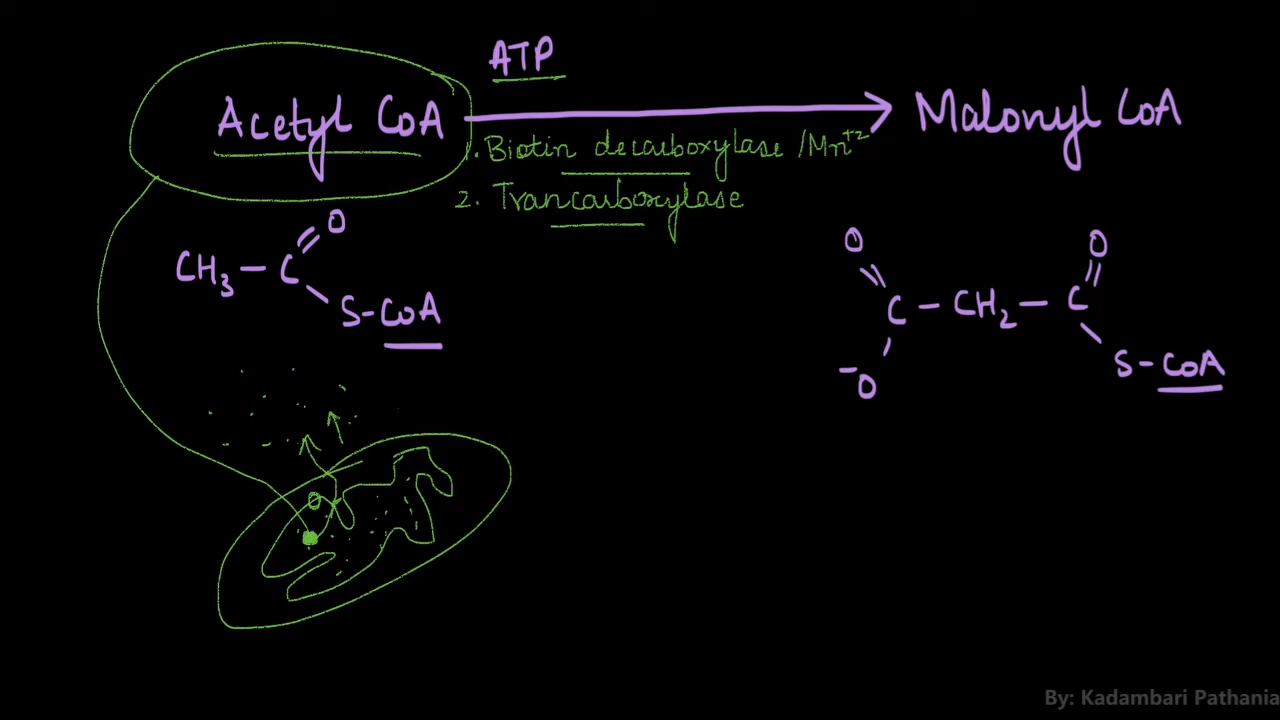 ATP
Acetyl CoA
Malonyl CoA
1. Biotin decarboxylase /Mn+2
2. Trancarboxylase
O
CH3 - C
S-CoA
O
O
C - CH2 - C
-O
S-CoA
By: Kadambari Pathania